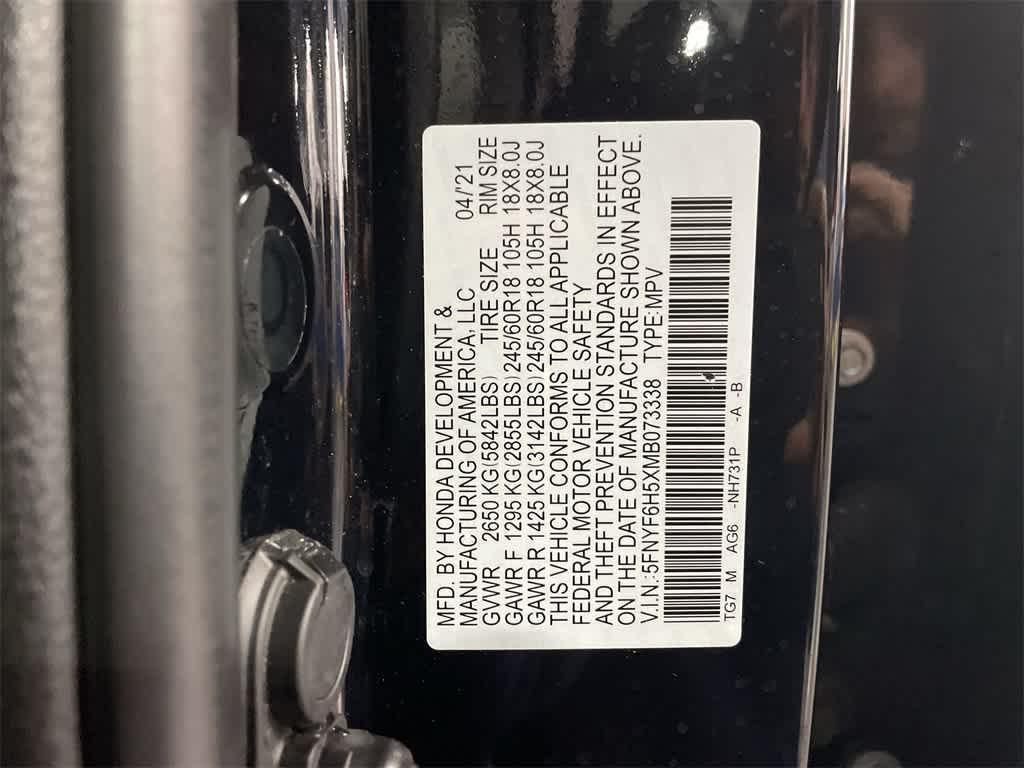 MFD. BY HONDA DEVELOPMENT &
MANUFACTURING OF AMERICA, LLC 04/'21
GVWR 2650 KG(5842LBS) TIRE SIZE RIM SIZE
GAWR F 1295 KG(2855LBS)245/60R18 105H 18X8.0J
GAWR R 1425 KG(3142LBS)245/60R18 105H 18X8.0J
THIS VEHICLE CONFORMS TO ALL APPLICABLE
FEDERAL MOTOR VEHICLE SAFETY
AND THEFT PREVENTION STANDARDS IN EFFECT
ON THE DATE OF MANUFACTURE SHOWN ABOVE.
V.I.N.:5FNYF6H5XMB073338 TYPE:MPV
TG7 M AG6 -NH731P -A -B